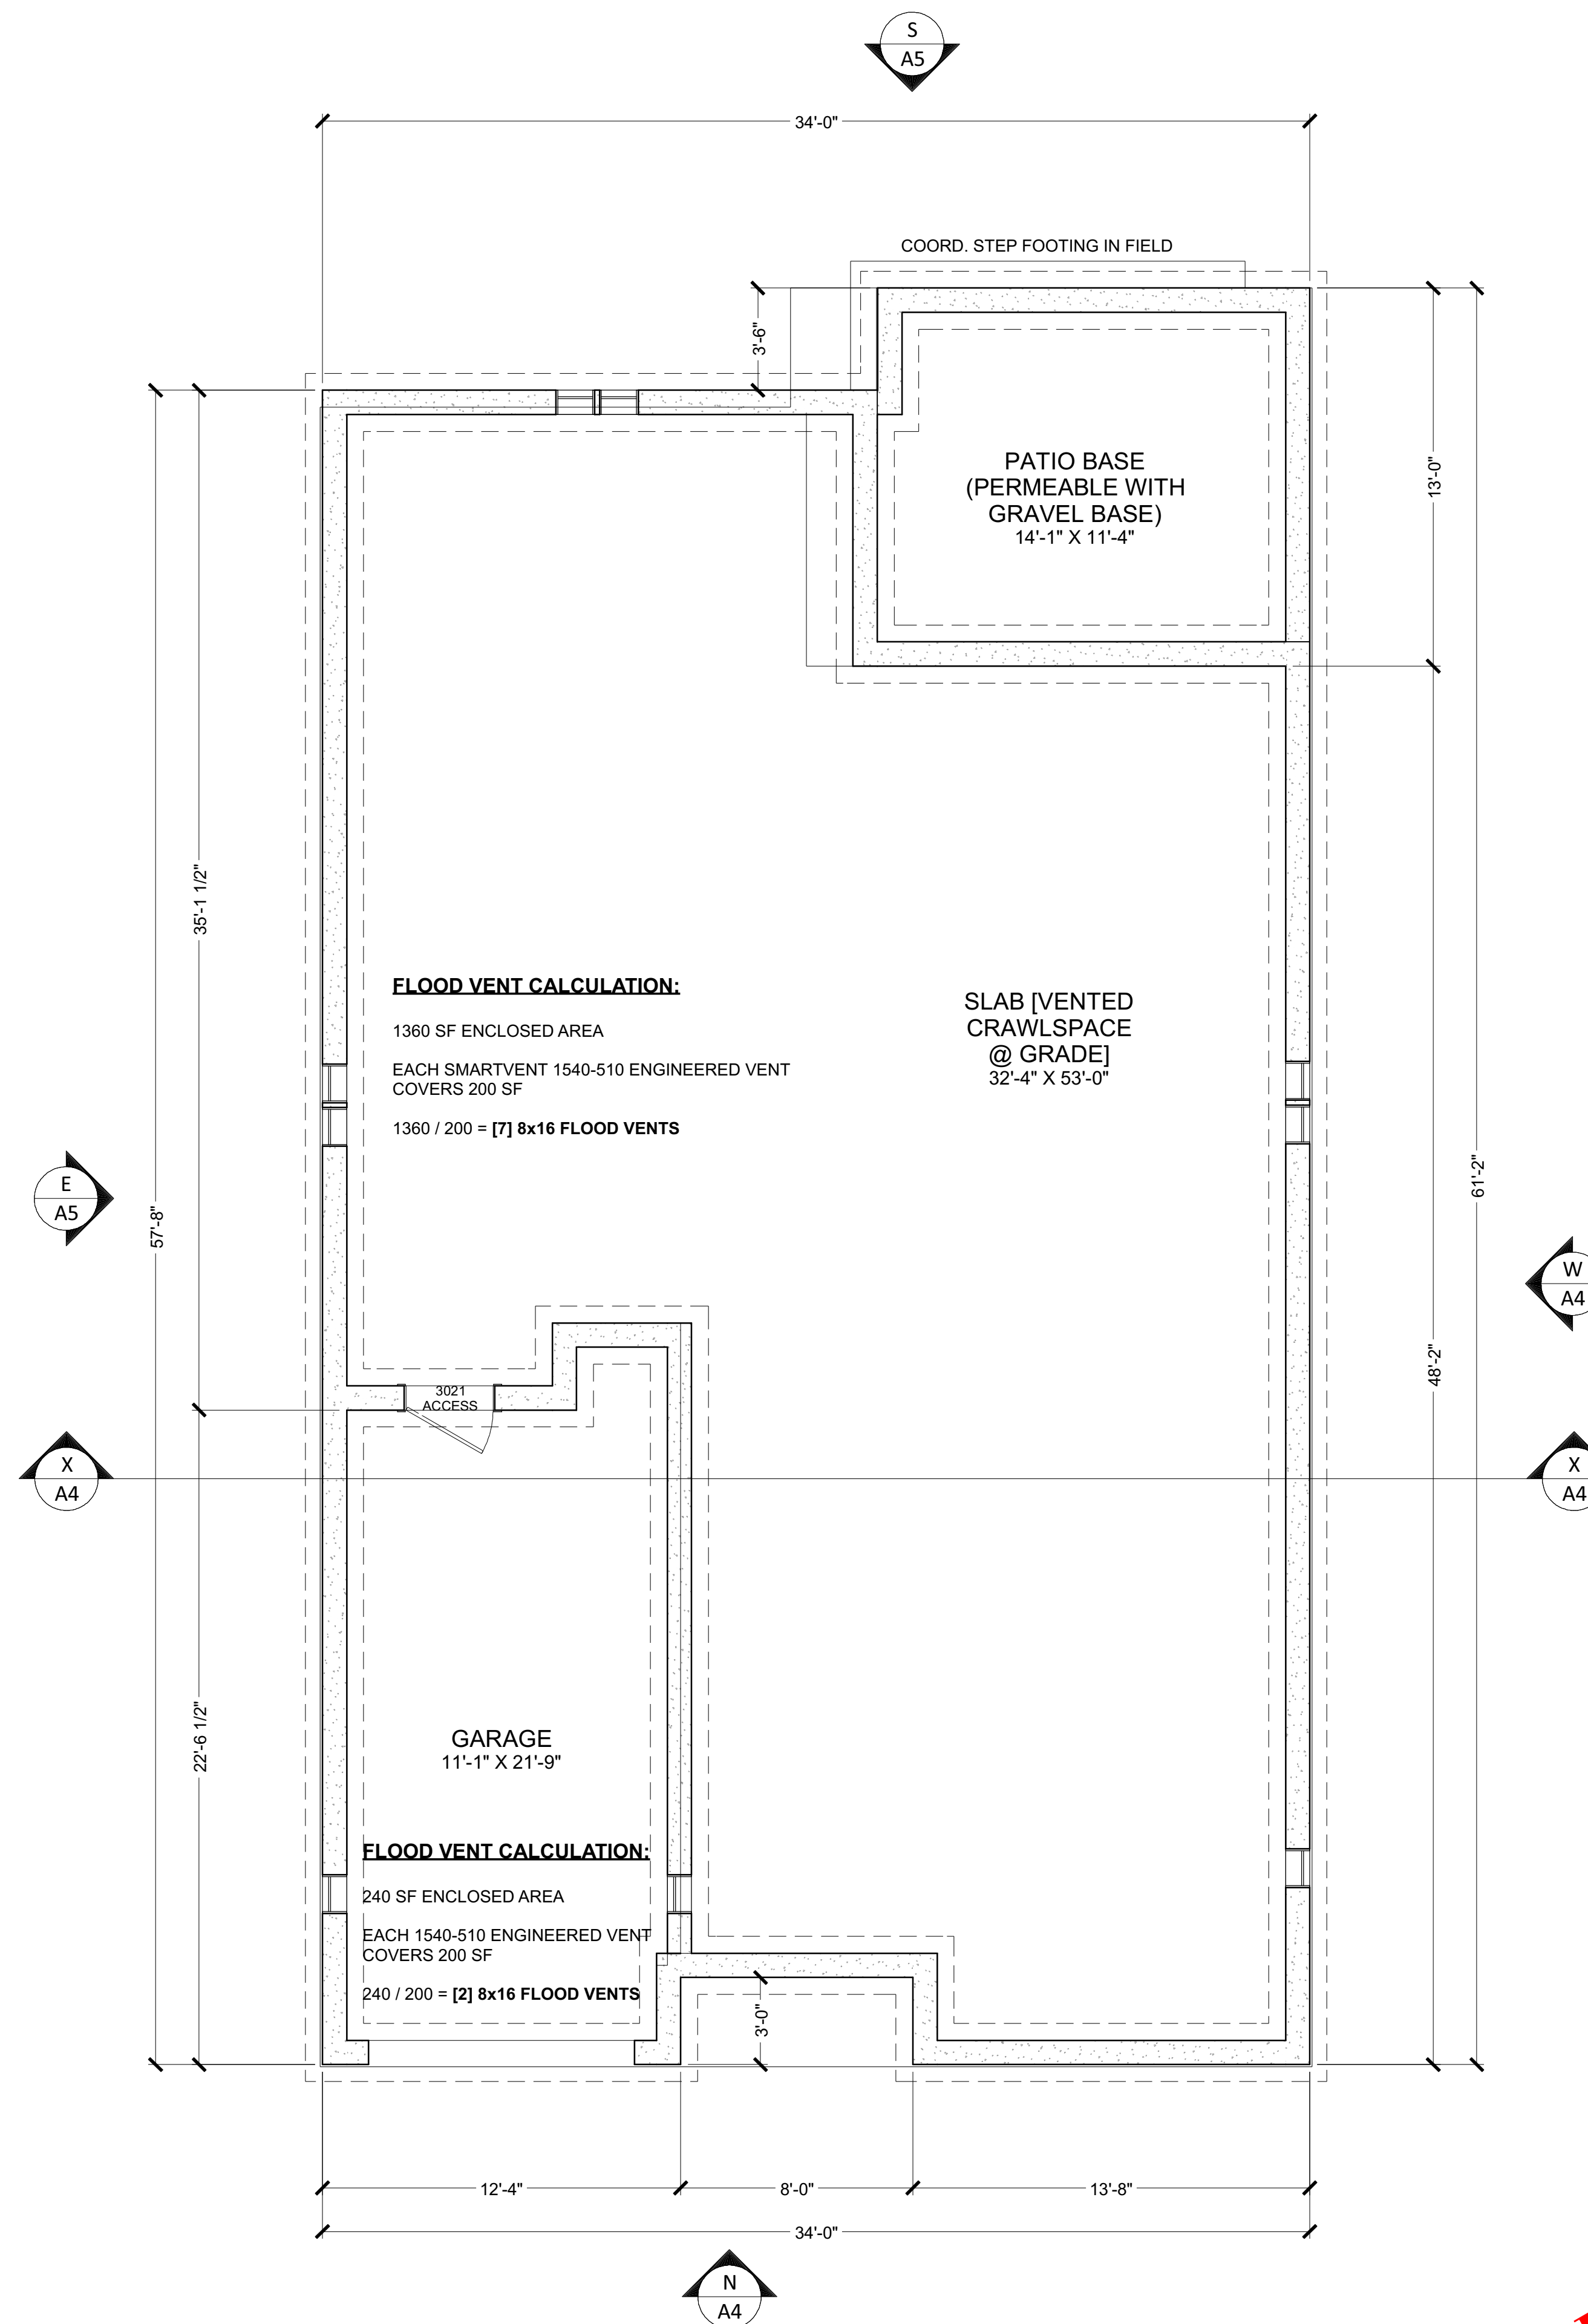 S
A5
34'-0"
COORD. STEP FOOTING IN FIELD
3'-6"
PATIO BASE
(PERMEABLE WITH
GRAVEL BASE)
14'-1" X 11'-4"
13'-0"
35'-1 1/2"
FLOOD VENT CALCULATION:
1360 SF ENCLOSED AREA
EACH SMARTVENT 1540-510 ENGINEERED VENT
COVERS 200 SF
1360 / 200 = [7] 8x16 FLOOD VENTS
SLAB [VENTED
CRAWLSPACE
@ GRADE]
32'-4" X 53'-0"
E
A5
57'-8"
61'-2"
W
A4
48'-2"
3021
ACCESS
X
A4
X
A4
22'-6 1/2"
GARAGE
11'-1" X 21'-9"
FLOOD VENT CALCULATION:
240 SF ENCLOSED AREA
EACH 1540-510 ENGINEERED VENT
COVERS 200 SF
240 / 200 = [2] 8x16 FLOOD VENTS
3'-0"
12'-4"
8'-0"
13'-8"
34'-0"
N
A4